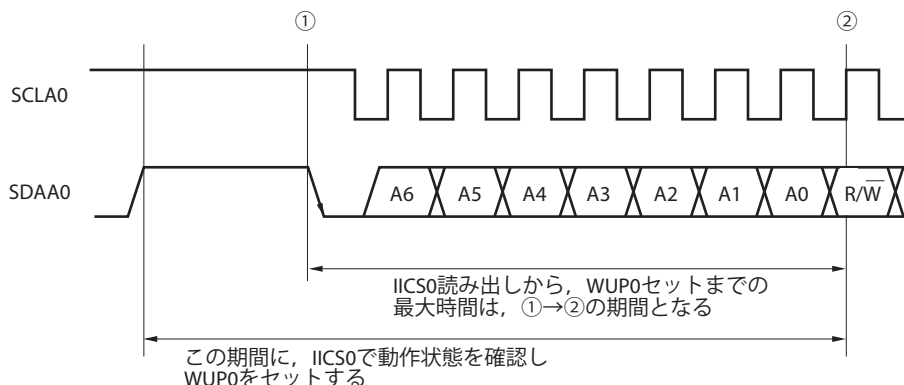 ① ②
SCLA0
SDAA0 A6 A5 A4 A3 A2 A1 A0 R/W̅
IICS0読み出しから，WUP0セットまでの
最大時間は，①→②の期間となる
この期間に，IICS0で動作状態を確認し
WUP0をセットする